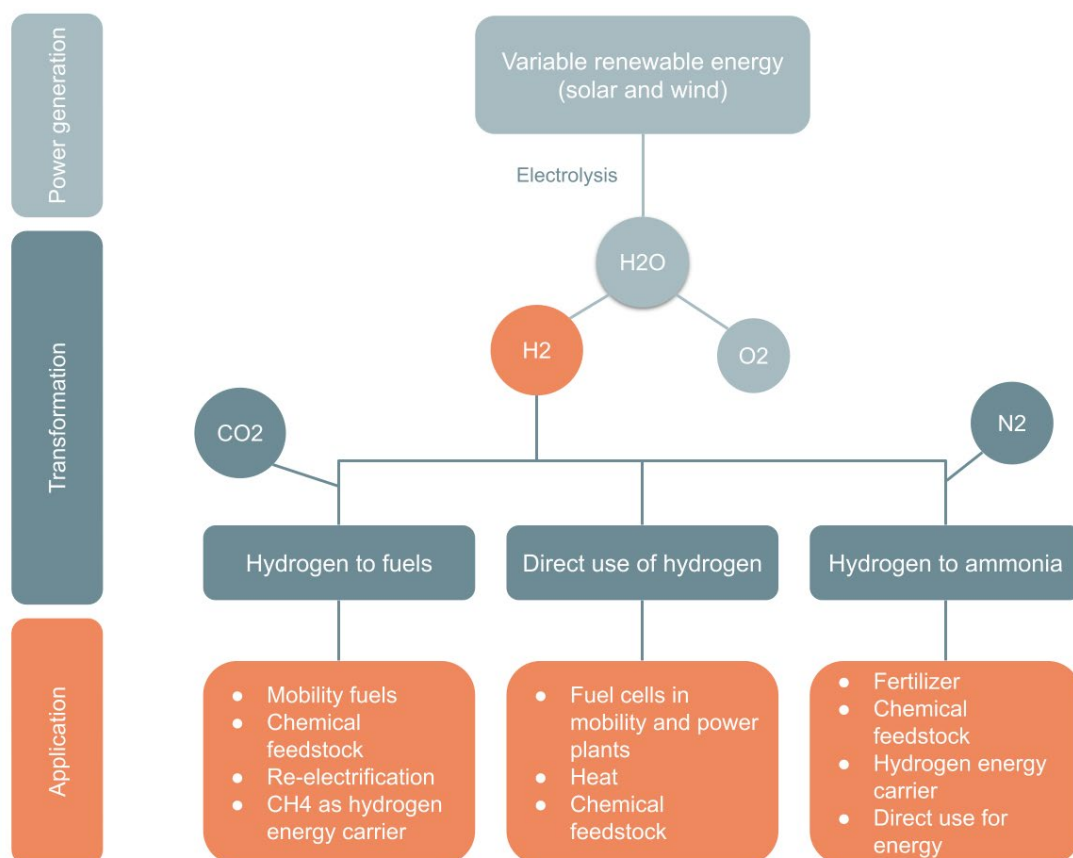 Power generation
Variable renewable energy
(solar and wind)
Electrolysis
Transformation
H2O
H2
O2
CO2
N2
Hydrogen to fuels
Direct use of hydrogen
Hydrogen to ammonia
Application
● Mobility fuels
● Chemical
feedstock
● Re-electrification
● CH4 as hydrogen
energy carrier
● Fuel cells in
mobility and power
plants
● Heat
● Chemical
feedstock
● Fertilizer
● Chemical
feedstock
● Hydrogen energy
carrier
● Direct use for
energy